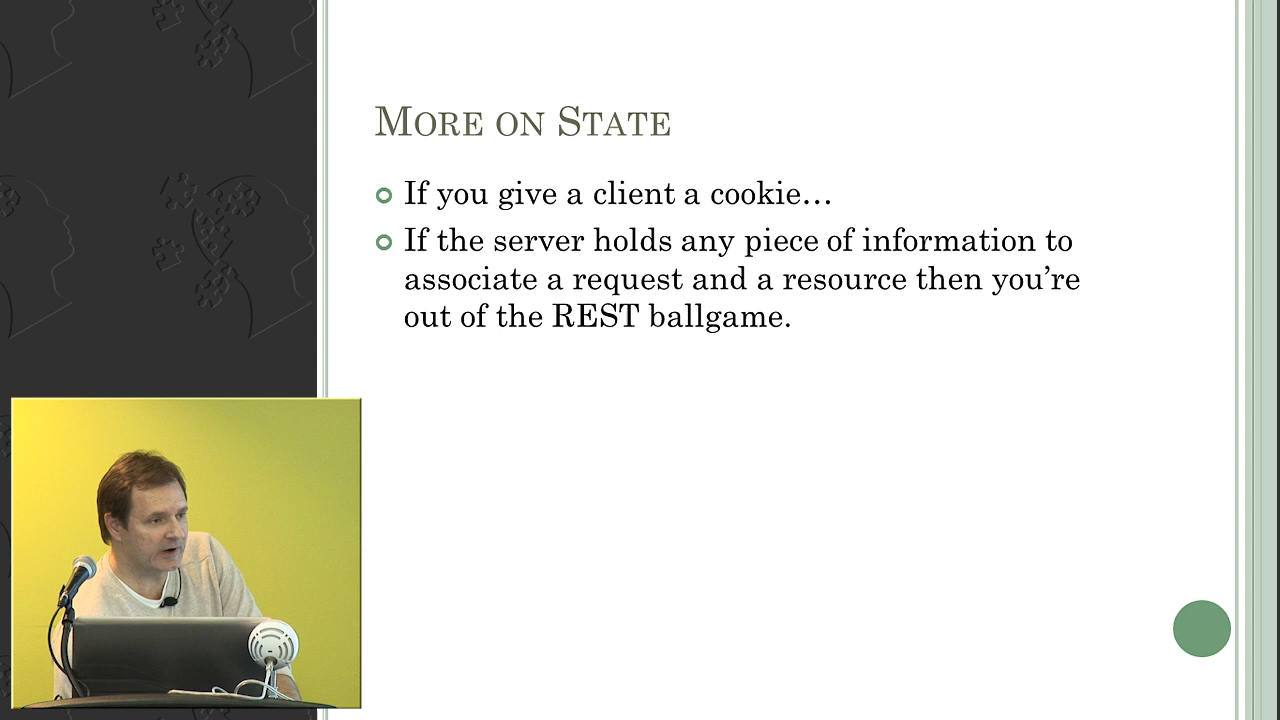 More on State
If you give a client a cookie…
If the server holds any piece of information to
associate a request and a resource then you’re
out of the REST ballgame.